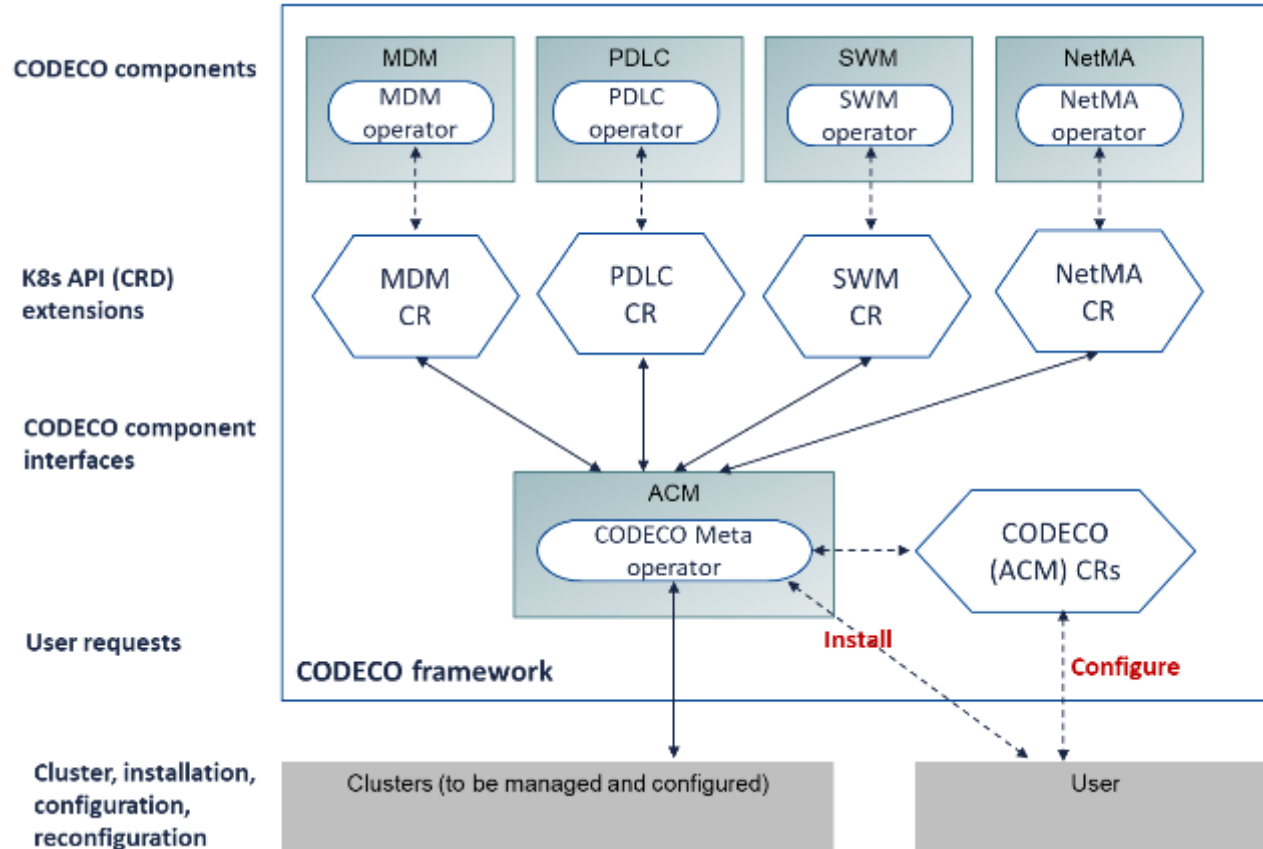 CODECO components
MDM
MDM
operator
PDLC
PDLC
operator
SWM
SWM
operator
NetMA
NetMA
operator
K8s API (CRD)
extensions
MDM
CR
PDLC
CR
SWM
CR
NetMA
CR
CODECO component
interfaces
ACM
CODECO Meta
operator
CODECO
(ACM) CRs
User requests
Install
Configure
CODECO framework
Cluster, installation,
configuration,
reconfiguration
Clusters (to be managed and configured)
User